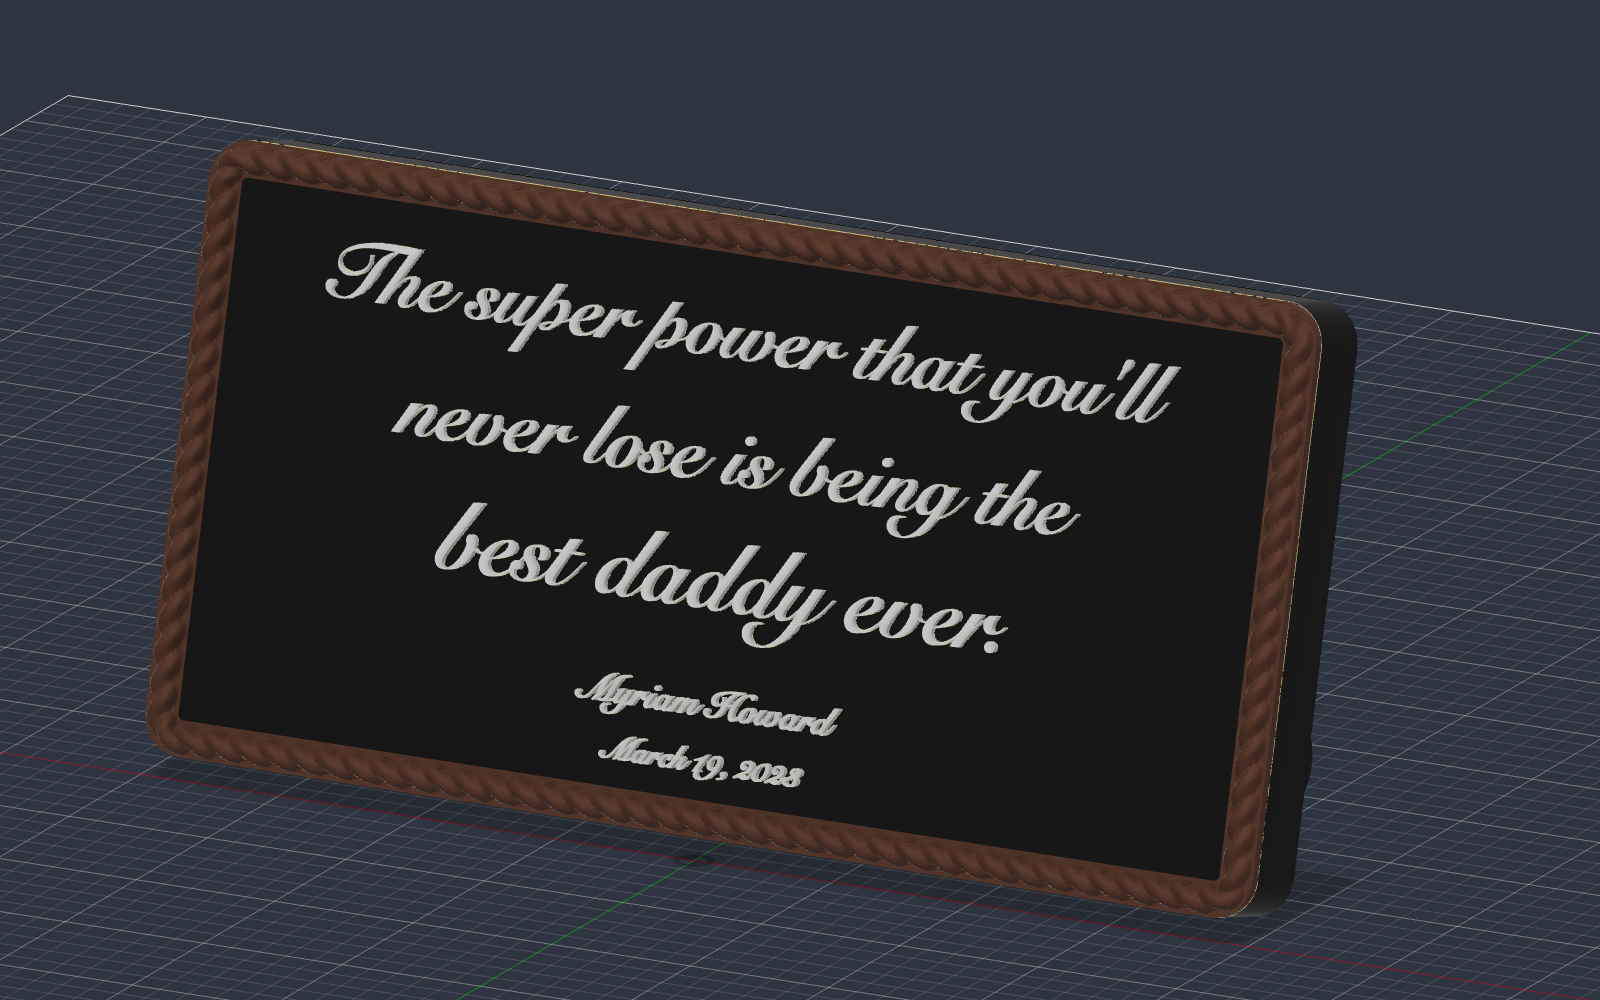 The super power that you'll
never lose is being the
best daddy ever.
Myriam Howard
March 19, 2023